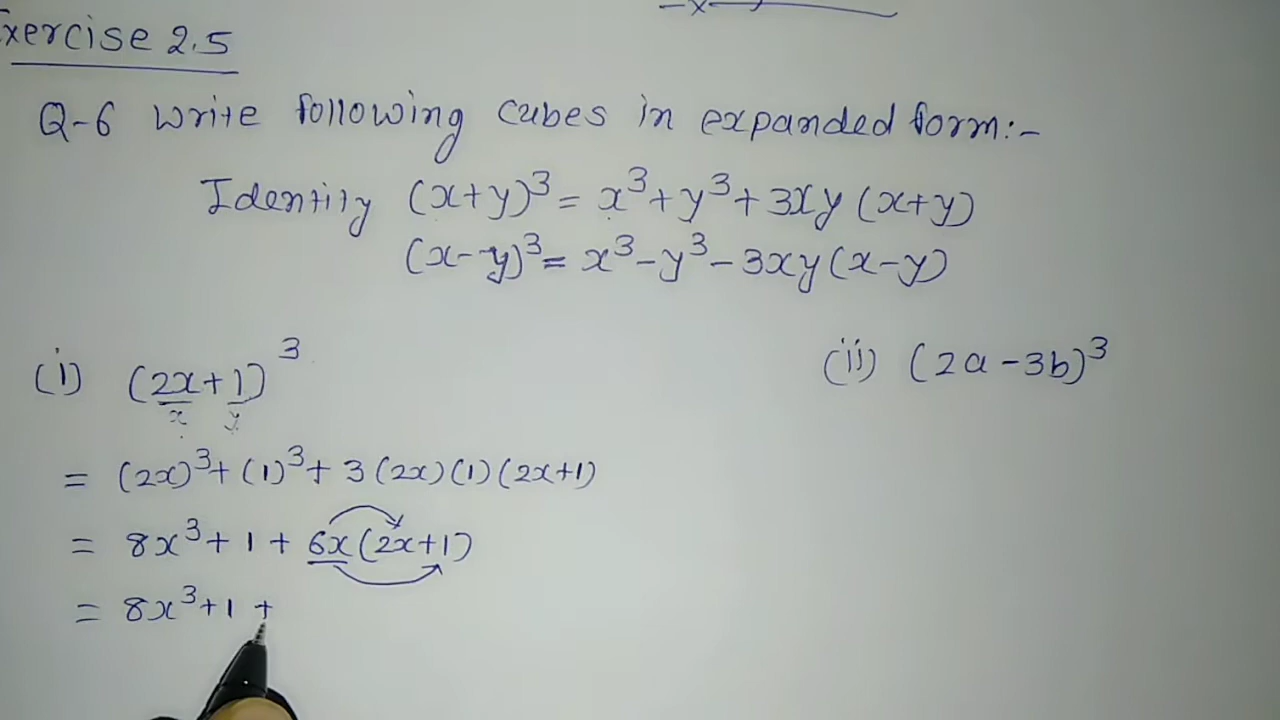 xercise 2.5
Q-6 write following cubes in expanded form:-
Identity (x+y)³ = x³+y³+3xy(x+y)
(x-y)³ = x³-y³-3xy(x-y)
(i) (2x+1)³
x y
= (2x)³+(1)³+3(2x)(1)(2x+1)
= 8x³+1+6x(2x+1)
= 8x³+1+
(ii) (2a-3b)³